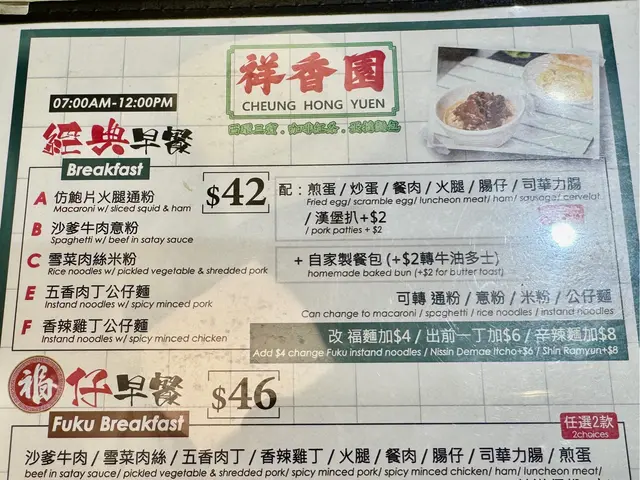 祥香園
CHEUNG HONG YUEN
07:00AM-12:00PM
經典早餐
Breakfast
$42
A 仿鮑片火腿通粉
Macaroni w/ sliced squid & ham
B 沙爹牛肉意粉
Spaghetti w/ beef in satay sauce
C 雪菜肉絲米粉
Rice noodles w/ pickled vegetable & shredded pork
E 五香肉丁公仔麵
Instand noodles w/ spicy minced pork
F 香辣雞丁公仔麵
Instand noodles w/ spicy minced chicken
配：煎蛋 / 炒蛋 / 餐肉 / 火腿 / 腸仔 / 司華力腸
Fried egg/ scramble egg/ luncheon meat/ ham/ sausage/ cervelat
/ 漢堡扒+$2
/ pork patties + $2
+ 自家製餐包 (+$2轉牛油多士)
homemade baked bun (+$2 for butter toast)
可轉 通粉 / 意粉 / 米粉 / 公仔麵
Can change to macaroni / spaghetti / rice noodles / instand noodles
改 福麵加$4 / 出前一丁加$6 / 辛辣麵加$8
Add $4 change Fuku instand noodles / Nissin Demae Itcho+$6 / Shin Ramyun+$8
福仔早餐
$46
Fuku Breakfast
任選2款
2choices
沙爹牛肉 / 雪菜肉絲 / 五香肉丁 / 香辣雞丁 / 火腿 / 餐肉 / 腸仔 / 司華力腸 / 煎蛋
beef in satay sauce/ pickled vegetable & shredded pork/ spicy minced pork/ spicy minced chicken/ ham/ luncheon meat/